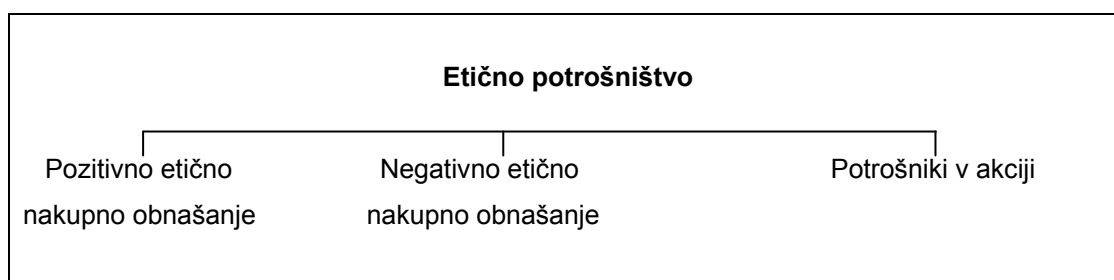 Etično potrošništvo
Pozitivno etično
nakupno obnašanje
Negativno etično
nakupno obnašanje
Potrošniki v akciji